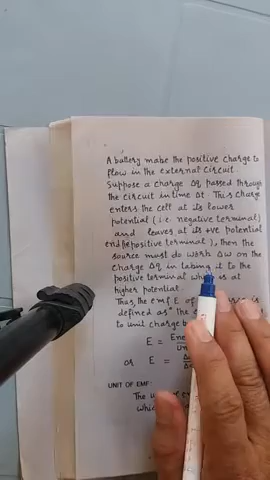 A battery make the positive charge to
flow in the external circuit.
Suppose a charge Δq passed through
the circuit in time Δt This charge
enters the cell at its lower
potential (i.e. negative terminal)
and leaves at its +ve potential
end (positive terminal), then the
source must do work Δw on the
charge Δq in taking it to the
positive terminal which is at
higher potential.
Thus, the emf E of is
defined as" the
to unit charge
E =
or E =
UNIT OF EMF:
The